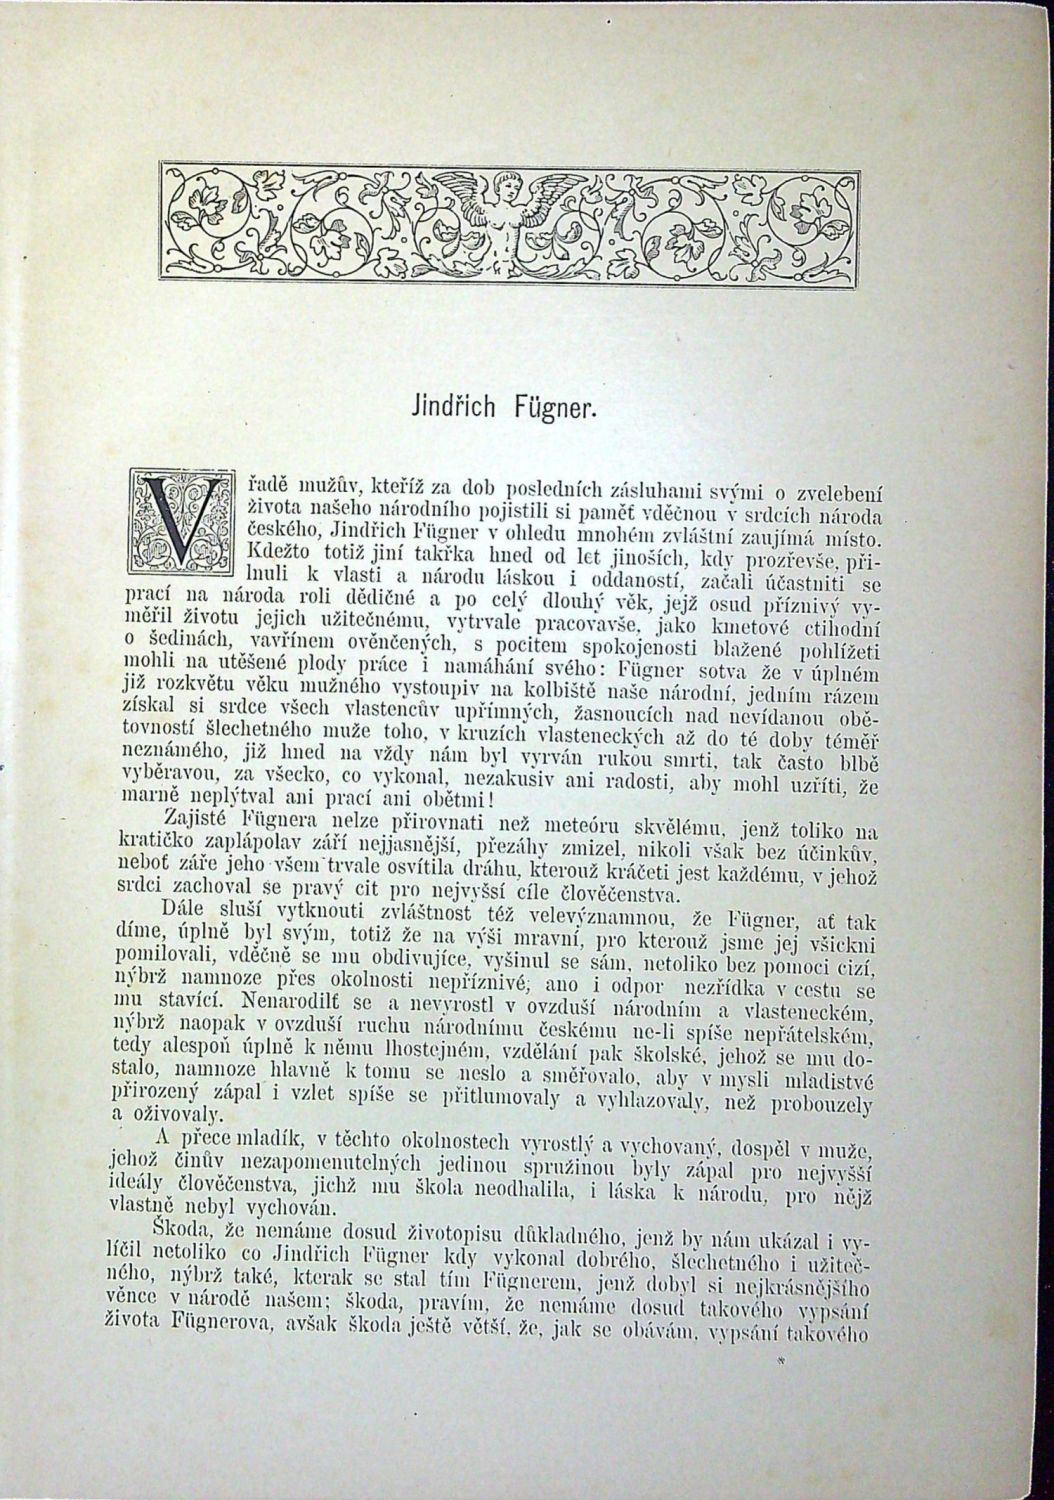 Jindřich Fügner.
V řadě mužův, kteříž za dob posledních zásluhami svými o zvelebení
života našeho národního pojistili si paměť vděčnou v srdcích národa
českého, Jindřich Fügner v ohledu mnohém zvláštní zaujímá místo.
Kdežto totiž jiní takřka hned od let jinoších, kdy prozřevše, při-
lnuli k vlasti a národu láskou i oddaností, začali účastniti se
prací na národa roli dědičné a po celý dlouhý věk, jejž osud příznivý vy-
měřil životu jejich užitečnému, vytrvale pracovavše, jako kmetové ctihodní
o šedinách, vavřínem ověnčených, s pocitem spokojenosti blažené pohlížeti
mohli na utěšené plody práce i namáhání svého: Fügner sotva že v úplném
již rozkvětu věku mužného vystoupiv na kolbiště naše národní, jedním rázem
získal si srdce všech vlastencův upřímných, žasnoucích nad nevídanou obě-
tovností šlechetného muže toho, v kruzích vlasteneckých až do té doby téměř
neznámého, již hned na vždy nám byl vyrván rukou smrti, tak často blbě
vyběravou, za všecko, co vykonal, nezakusiv ani radosti, aby mohl uzříti, že
marně neplýtval ani prací ani obětmi!
Zajisté Fügnera nelze přirovnati než meteóru skvělému, jenž toliko na
kratičko zaplápolav září nejjasnější, přezáhy zmizel, nikoli však bez účinkův,
neboť záře jeho všem trvale osvítila dráhu, kterouž kráčeti jest každému, v jehož
srdci zachoval se pravý cit pro nejvyšší cíle člověčenstva.
Dále sluší vytknouti zvláštnost též velevýznamnou, že Fügner, ať tak
díme, úplně byl svým, totiž že na výši mravní, pro kterouž jsme jej všickni
pomilovali, vděčně se mu obdivujíce, vyšinul se sám, netoliko bez pomoci cizí,
nýbrž namnoze přes okolnosti nepříznivé; ano i odpor nezřídka v cestu se
mu stavící. Nenarodilť se a nevyrostl v ovzduší národním a vlasteneckém,
nýbrž naopak v ovzduší ruchu národnímu českému ne-li spíše nepřátelském,
tedy alespoň úplně k němu lhostejném, vzdělání pak školské, jehož se mu do-
stalo, namnoze hlavně k tomu se neslo a směřovalo, aby v mysli mladistvé
přirozený zápal i vzlet spíše se přitlumovaly a vyhlazovaly, než probouzely
a oživovaly.
A přece mladík, v těchto okolnostech vyrostlý a vychovaný, dospěl v muže,
jehož činův nezapomenutelných jedinou spružinou byly zápal pro nejvyšší
ideály člověčenstva, jichž mu škola neodhalila, i láska k národu, pro nějž
vlastně nebyl vychován.
Škoda, že nemáme dosud životopisu důkladného, jenž by nám ukázal i vy-
líčil netoliko co Jindřich Fügner kdy vykonal dobrého, šlechetného i užiteč-
ného, nýbrž také, kterak se stal tím Fügnerem, jenž dobyl si nejkrásnějšího
věnce v národě našem; škoda, pravím, že nemáme dosud takového vypsání
života Fügnerova, avšak škoda ještě větší, že, jak se obávám, vypsání takového
*